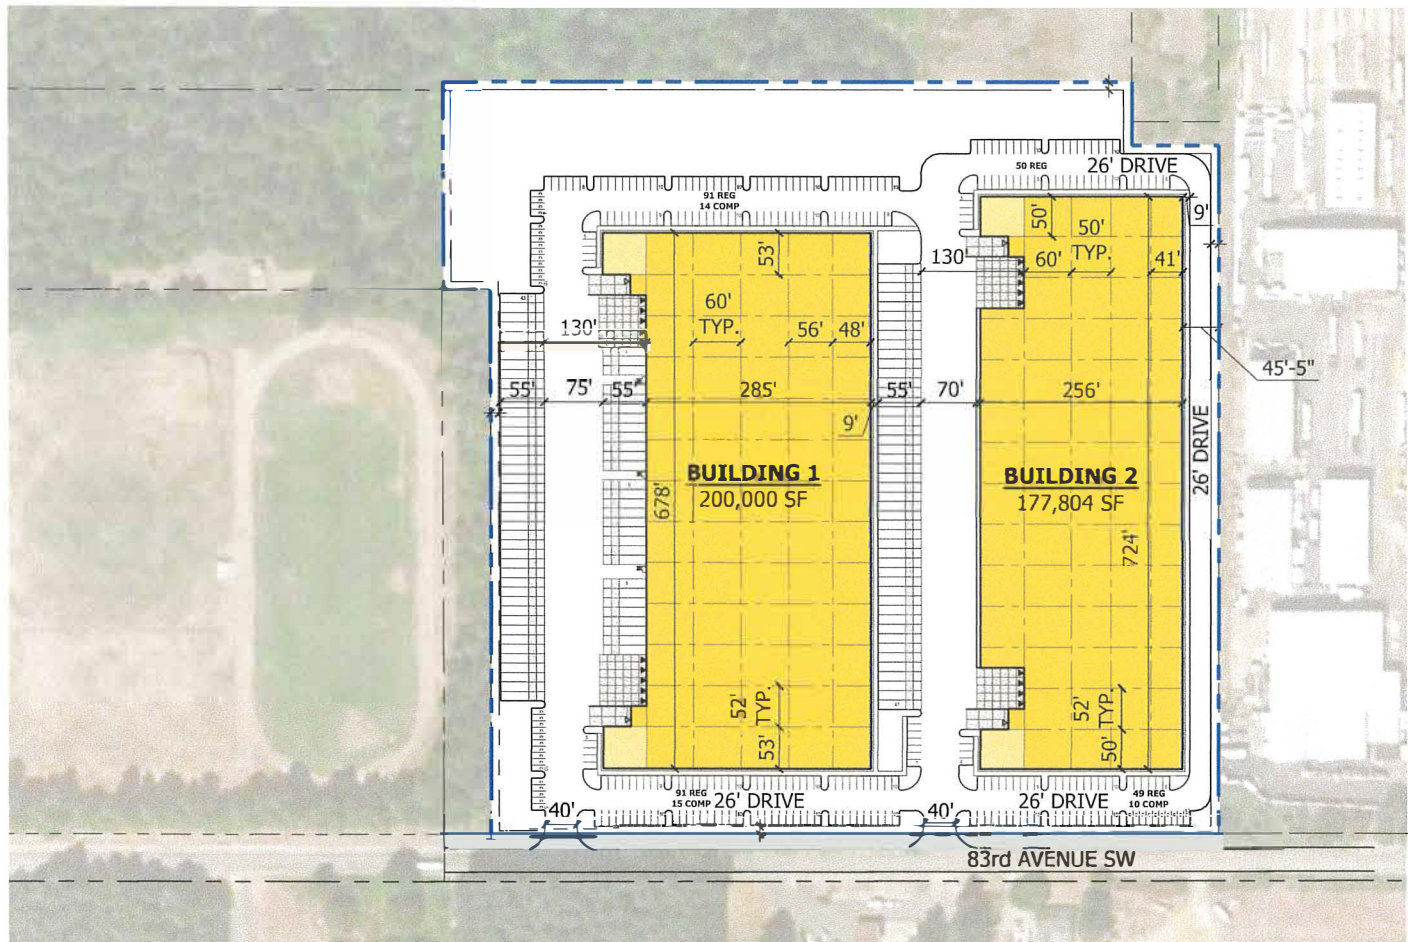 50 REG
26' DRIVE
91 REG
14 COMP
9'
50'
50'
TYP.
53'
130'
60'
41'
60'
TYP.
130'
56'
48'
45'-5"
55'
75'
55'
285'
55'
70'
256'
9'
26' DRIVE
BUILDING 1
200,000 SF
BUILDING 2
177,804 SF
678'
724'
52'
TYP.
52'
TYP.
53'
50'
91 REG
15 COMP
26' DRIVE
26' DRIVE
49 REG
10 COMP
40'
40'
83rd AVENUE SW